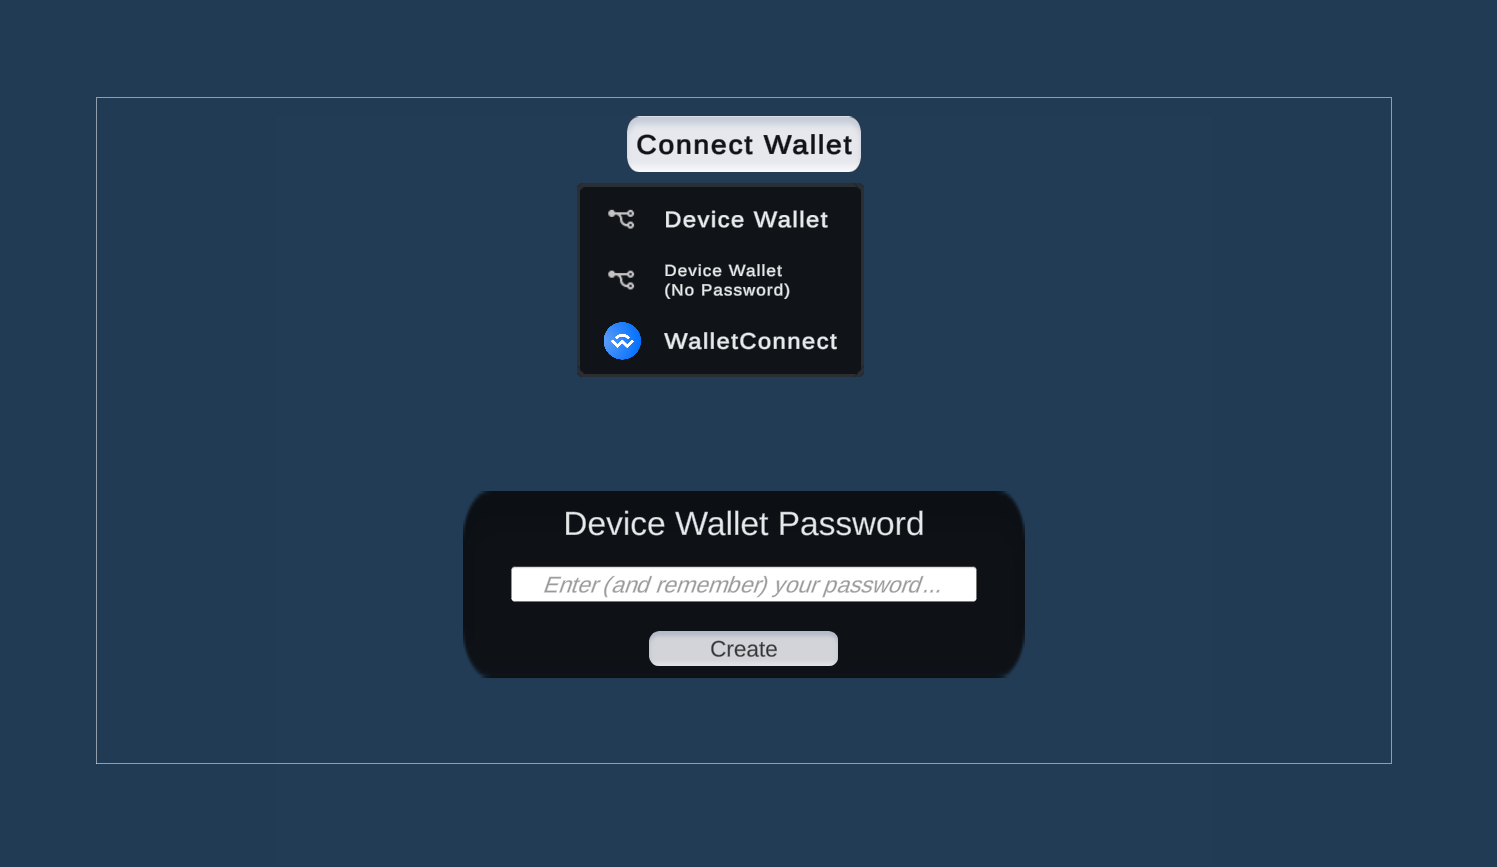 Connect Wallet
Device Wallet
Device Wallet
(No Password)
WalletConnect
Device Wallet Password
Enter (and remember) your password...
Create